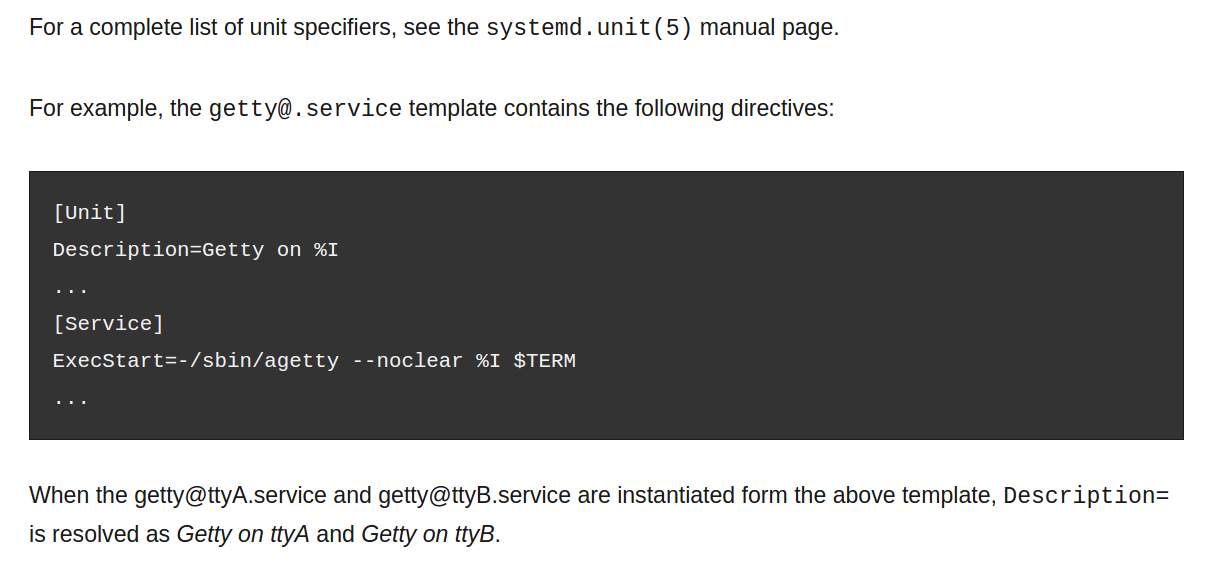 For a complete list of unit specifiers, see the systemd.unit(5) manual page.
For example, the getty@.service template contains the following directives:
[Unit]
Description=Getty on %I
...
[Service]
ExecStart=-/sbin/agetty --noclear %I $TERM
...
When the getty@ttyA.service and getty@ttyB.service are instantiated form the above template, Description=
is resolved as Getty on ttyA and Getty on ttyB.